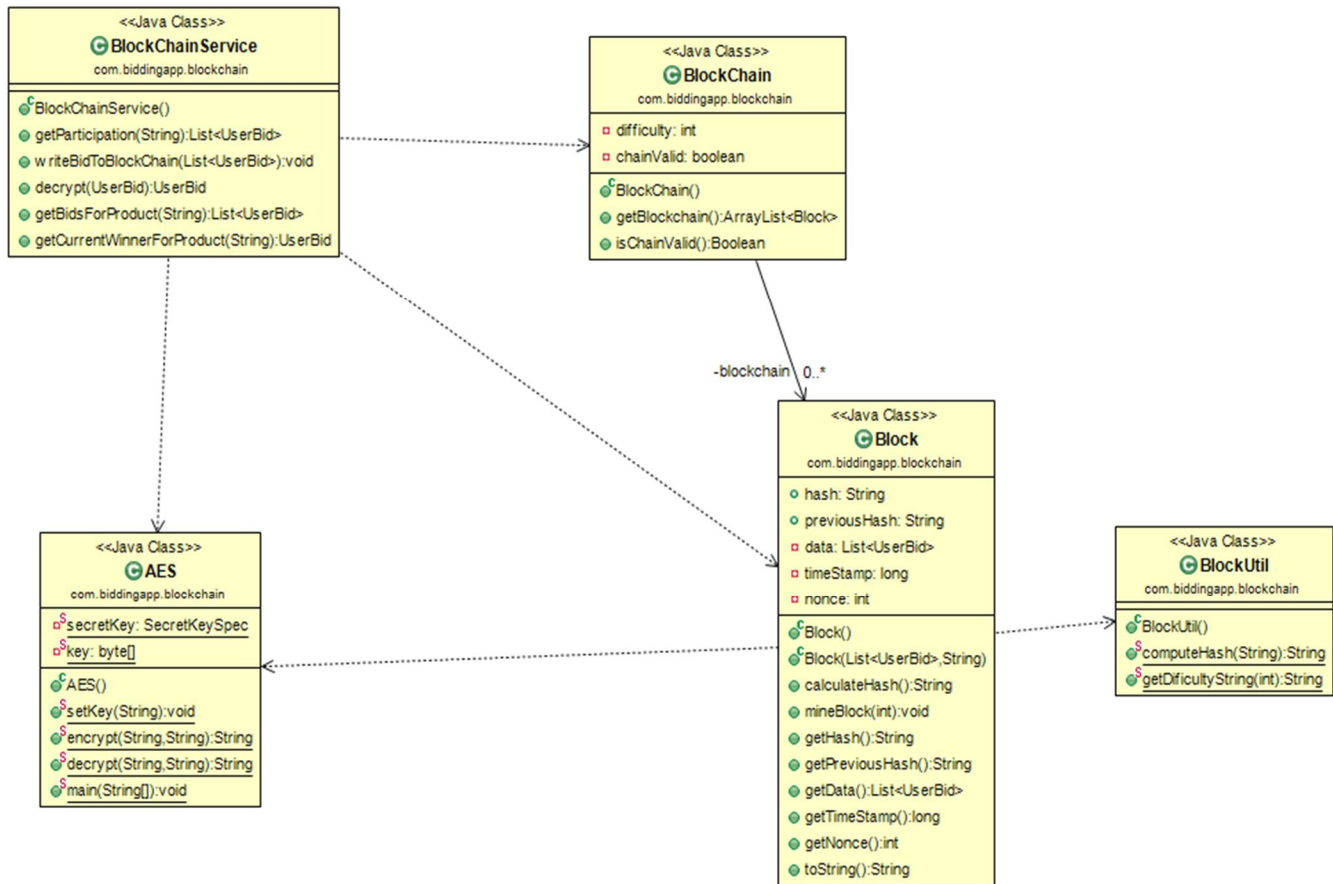 <<Java Class>>
BlockChainService
com.biddingapp.blockchain
BlockChainService()
getParticipation(String):List<UserBid>
writeBidToBlockChain(List<UserBid>):void
decrypt(UserBid):UserBid
getBidsForProduct(String):List<UserBid>
getCurrentWinnerForProduct(String):UserBid
<<Java Class>>
BlockChain
com.biddingapp.blockchain
difficulty: int
chainValid: boolean
BlockChain()
getBlockchain():ArrayList<Block>
isChainValid():Boolean
-blockchain 0..*
<<Java Class>>
Block
com.biddingapp.blockchain
hash: String
previousHash: String
data: List<UserBid>
timeStamp: long
nonce: int
Block()
Block(List<UserBid>,String)
calculateHash():String
mineBlock(int):void
getHash():String
getPreviousHash():String
getData():List<UserBid>
getTimeStamp():long
getNonce():int
toString():String
<<Java Class>>
AES
com.biddingapp.blockchain
secretKey: SecretKeySpec
key: byte[]
AES()
setKey(String):void
encrypt(String,String):String
decrypt(String,String):String
main(String[]):void
<<Java Class>>
BlockUtil
com.biddingapp.blockchain
BlockUtil()
computeHash(String):String
getDificultyString(int):String